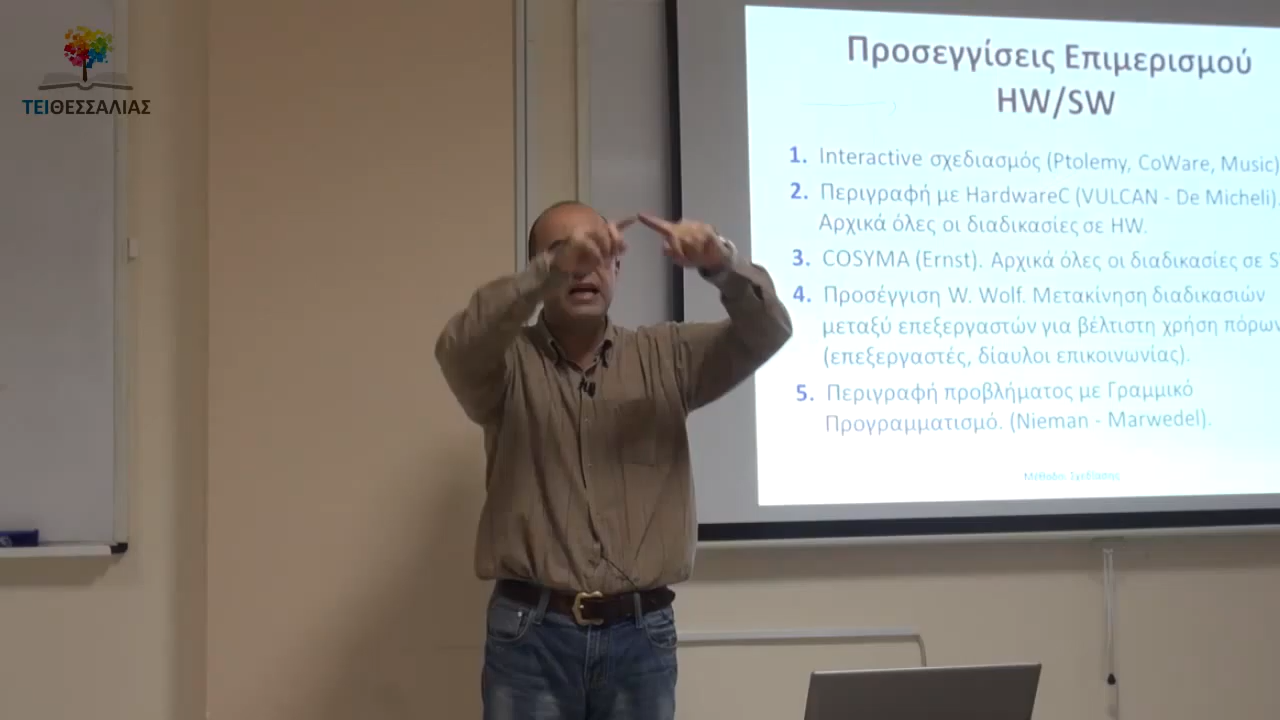 ΤΕΙΘΕΣΣΑΛΙΑΣ
Προσεγγίσεις Επιμερισμού
HW/SW
1. Interactive σχεδιασμός (Ptolemy, CoWare, Music)
2. Περιγραφή με HardwareC (VULCAN - De Micheli).
Αρχικά όλες οι διαδικασίες σε HW.
3. COSYMA (Ernst). Αρχικά όλες οι διαδικασίες σε
4. Προσέγγιση W. Wolf. Μετακίνηση διαδικασιών
μεταξύ επεξεργαστών για βέλτιστη χρήση
(επεξεργαστές, δίαυλοι επικοινωνίας).
5. Περιγραφή προβλήματος με Γραμμικό
Προγραμματισμό. (Nieman - Marwedel).
Μέθοδοι Σχεδίασης